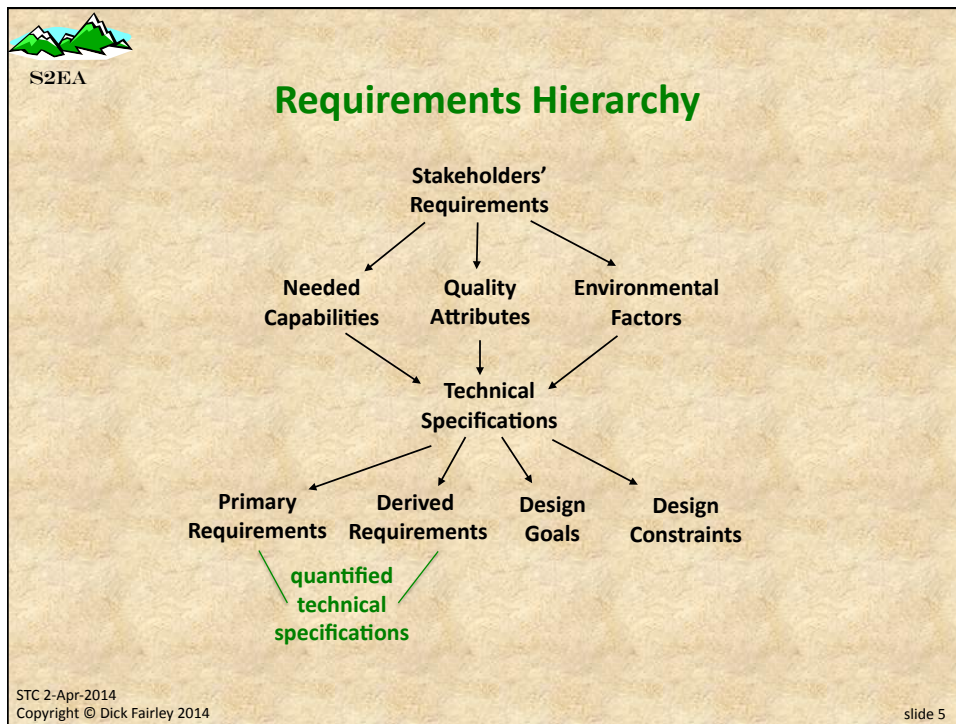 S2EA
Requirements Hierarchy
Stakeholders’
Requirements
Needed
Capabilities
Quality
Attributes
Environmental
Factors
Technical
Specifications
Primary
Requirements
Derived
Requirements
Design
Goals
Design
Constraints
quantified
technical
specifications
STC 2-Apr-2014
Copyright © Dick Fairley 2014
slide 5